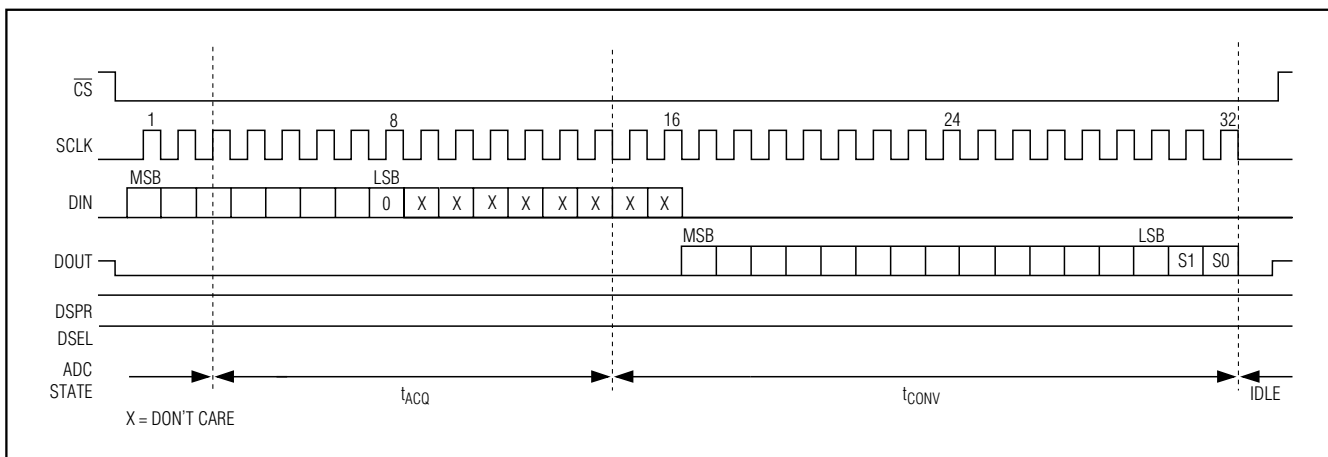 CS
1 8 16 24 32
SCLK
MSB LSB
DIN 0 X X X X X X X X
MSB LSB
DOUT S1 S0
DSPR
DSEL
ADC
STATE
tACQ tCONV IDLE
X = DON'T CARE